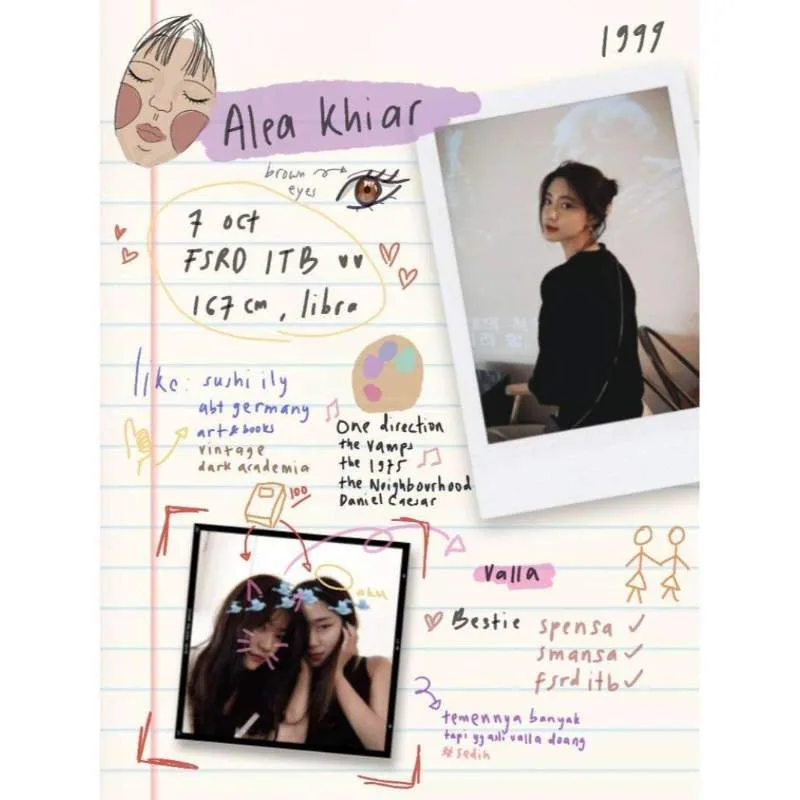 1999
Alea Khiar
brown
eyes
7 oct
FSRD ITB
167 cm, libra
like: sushi ily
abt germany
art & books
vintage
dark academia
One direction
the vamps
the 1975
the Neighbourhood
Daniel Caesar
100
aku
valla
Bestie
spensa ✓
smansa ✓
fsrd itb ✓
temennya banyak
tapi yg asli valla doang
#sedih